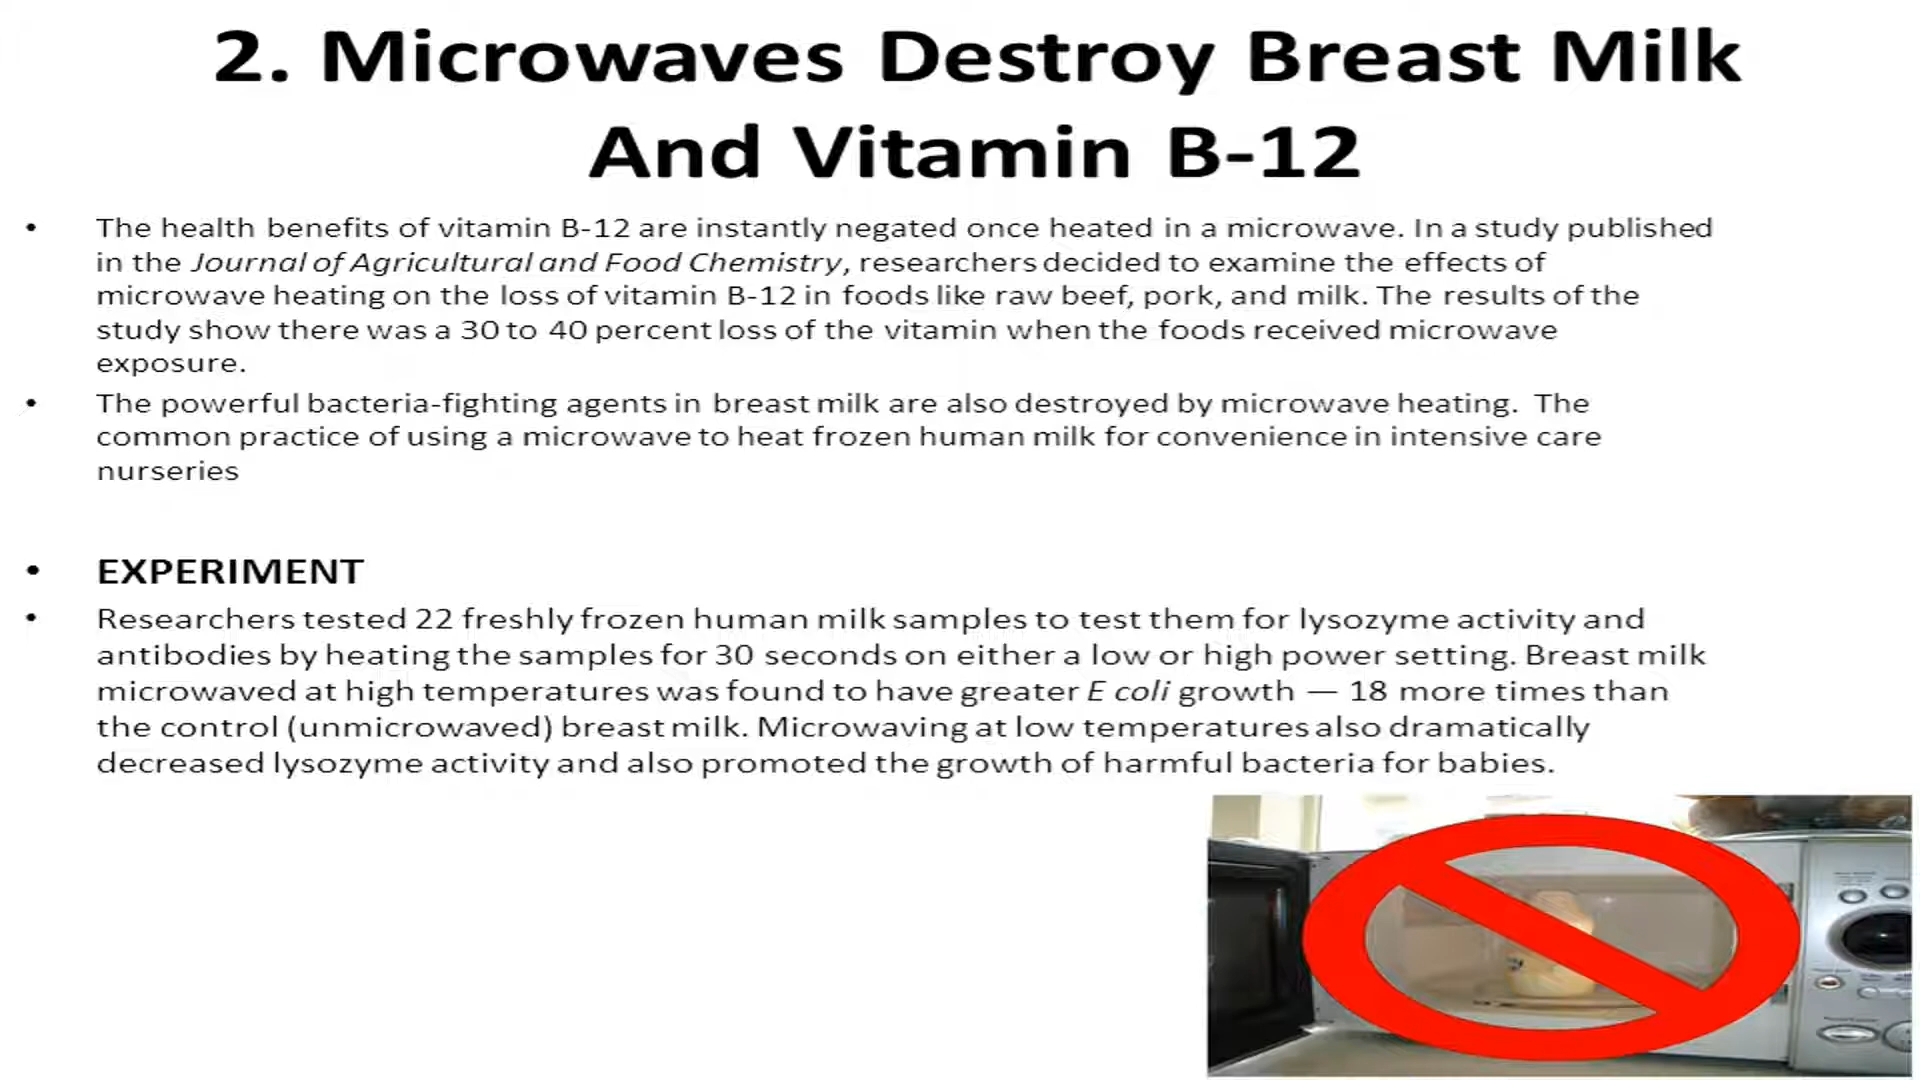 2. Microwaves Destroy Breast Milk
And Vitamin B-12
• The health benefits of vitamin B-12 are instantly negated once heated in a microwave. In a study published
in the Journal of Agricultural and Food Chemistry, researchers decided to examine the effects of
microwave heating on the loss of vitamin B-12 in foods like raw beef, pork, and milk. The results of the
study show there was a 30 to 40 percent loss of the vitamin when the foods received microwave
exposure.
• The powerful bacteria-fighting agents in breast milk are also destroyed by microwave heating. The
common practice of using a microwave to heat frozen human milk for convenience in intensive care
nurseries
• EXPERIMENT
• Researchers tested 22 freshly frozen human milk samples to test them for lysozyme activity and
antibodies by heating the samples for 30 seconds on either a low or high power setting. Breast milk
microwaved at high temperatures was found to have greater E coli growth — 18 more times than
the control (unmicrowaved) breast milk. Microwaving at low temperatures also dramatically
decreased lysozyme activity and also promoted the growth of harmful bacteria for babies.